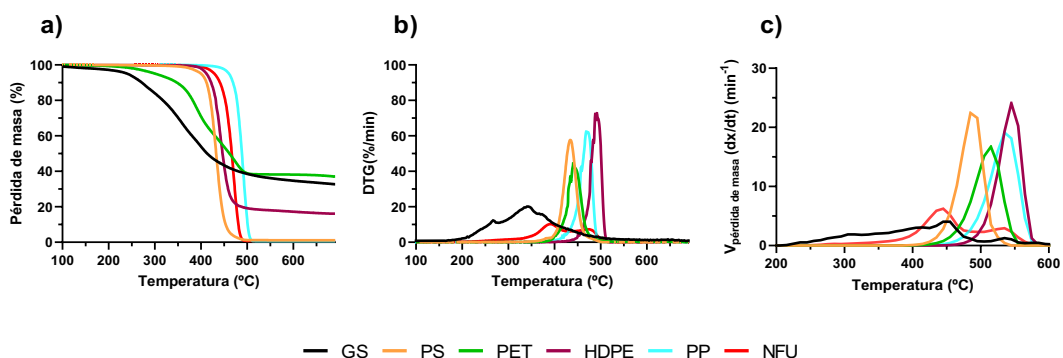 a)
b)
c)
Pérdida de masa (%)
100
80
60
40
20
0
100 200 300 400 500 600
Temperatura (ºC)
DTG(%/min)
100
80
60
40
20
0
100 200 300 400 500 600
Temperatura (ºC)
Vpérdida de masa (dx/dt) (min-1)
30
25
20
15
10
5
0
200 300 400 500 600
Temperatura (ºC)
GS PS PET HDPE PP NFU